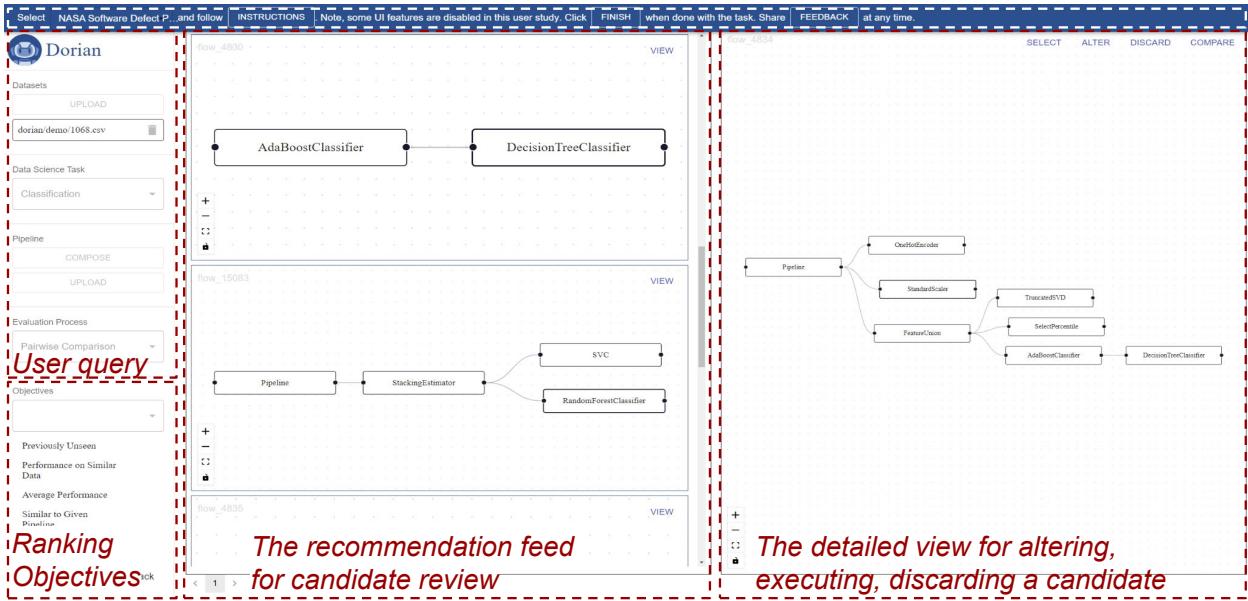 Select NASA Software Defect P...and follow INSTRUCTIONS . Note, some UI features are disabled in this user study. Click FINISH when done with the task. Share FEEDBACK at any time.
Dorian
Datasets
UPLOAD
dorian/demo/1068.csv
Data Science Task
Classification
Pipeline
COMPOSE
UPLOAD
Evaluation Process
Pairwise Comparison
User query
Objectives
Previously Unseen
Performance on Similar
Data
Average Performance
Similar to Given
Pipeline
Ranking
Objectives
flow_4830
VIEW
AdaBoostClassifier
DecisionTreeClassifier
flow_15083
VIEW
Pipeline
StackingEstimator
SVC
RandomForestClassifier
flow_4835
VIEW
The recommendation feed
for candidate review
< 1 >
flow_4834
SELECT ALTER DISCARD COMPARE
OneHotEncoder
Pipeline
StandardScaler
TruncatedSVD
FeatureUnion
SelectPercentile
AdaBoostClassifier
DecisionTreeClassifier
The detailed view for altering,
executing, discarding a candidate